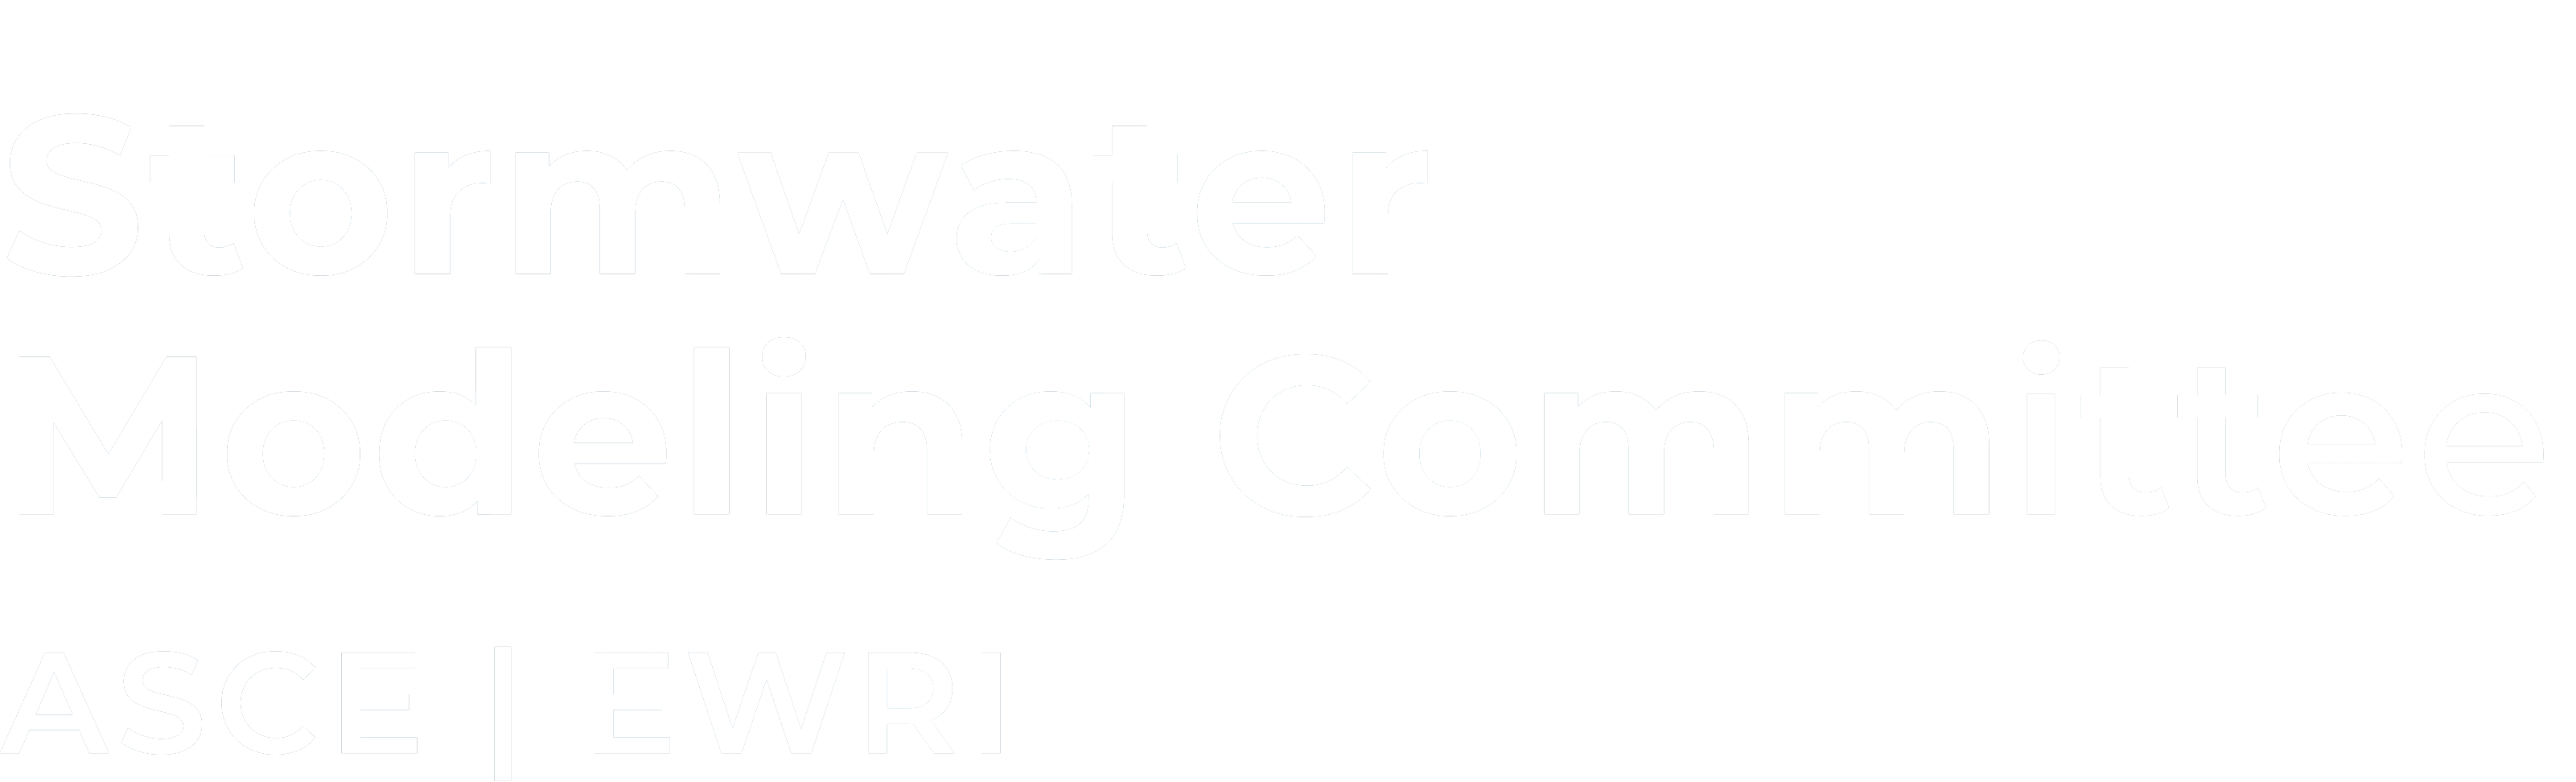 Stormwater
Modeling Committee
ASCE | EWRI